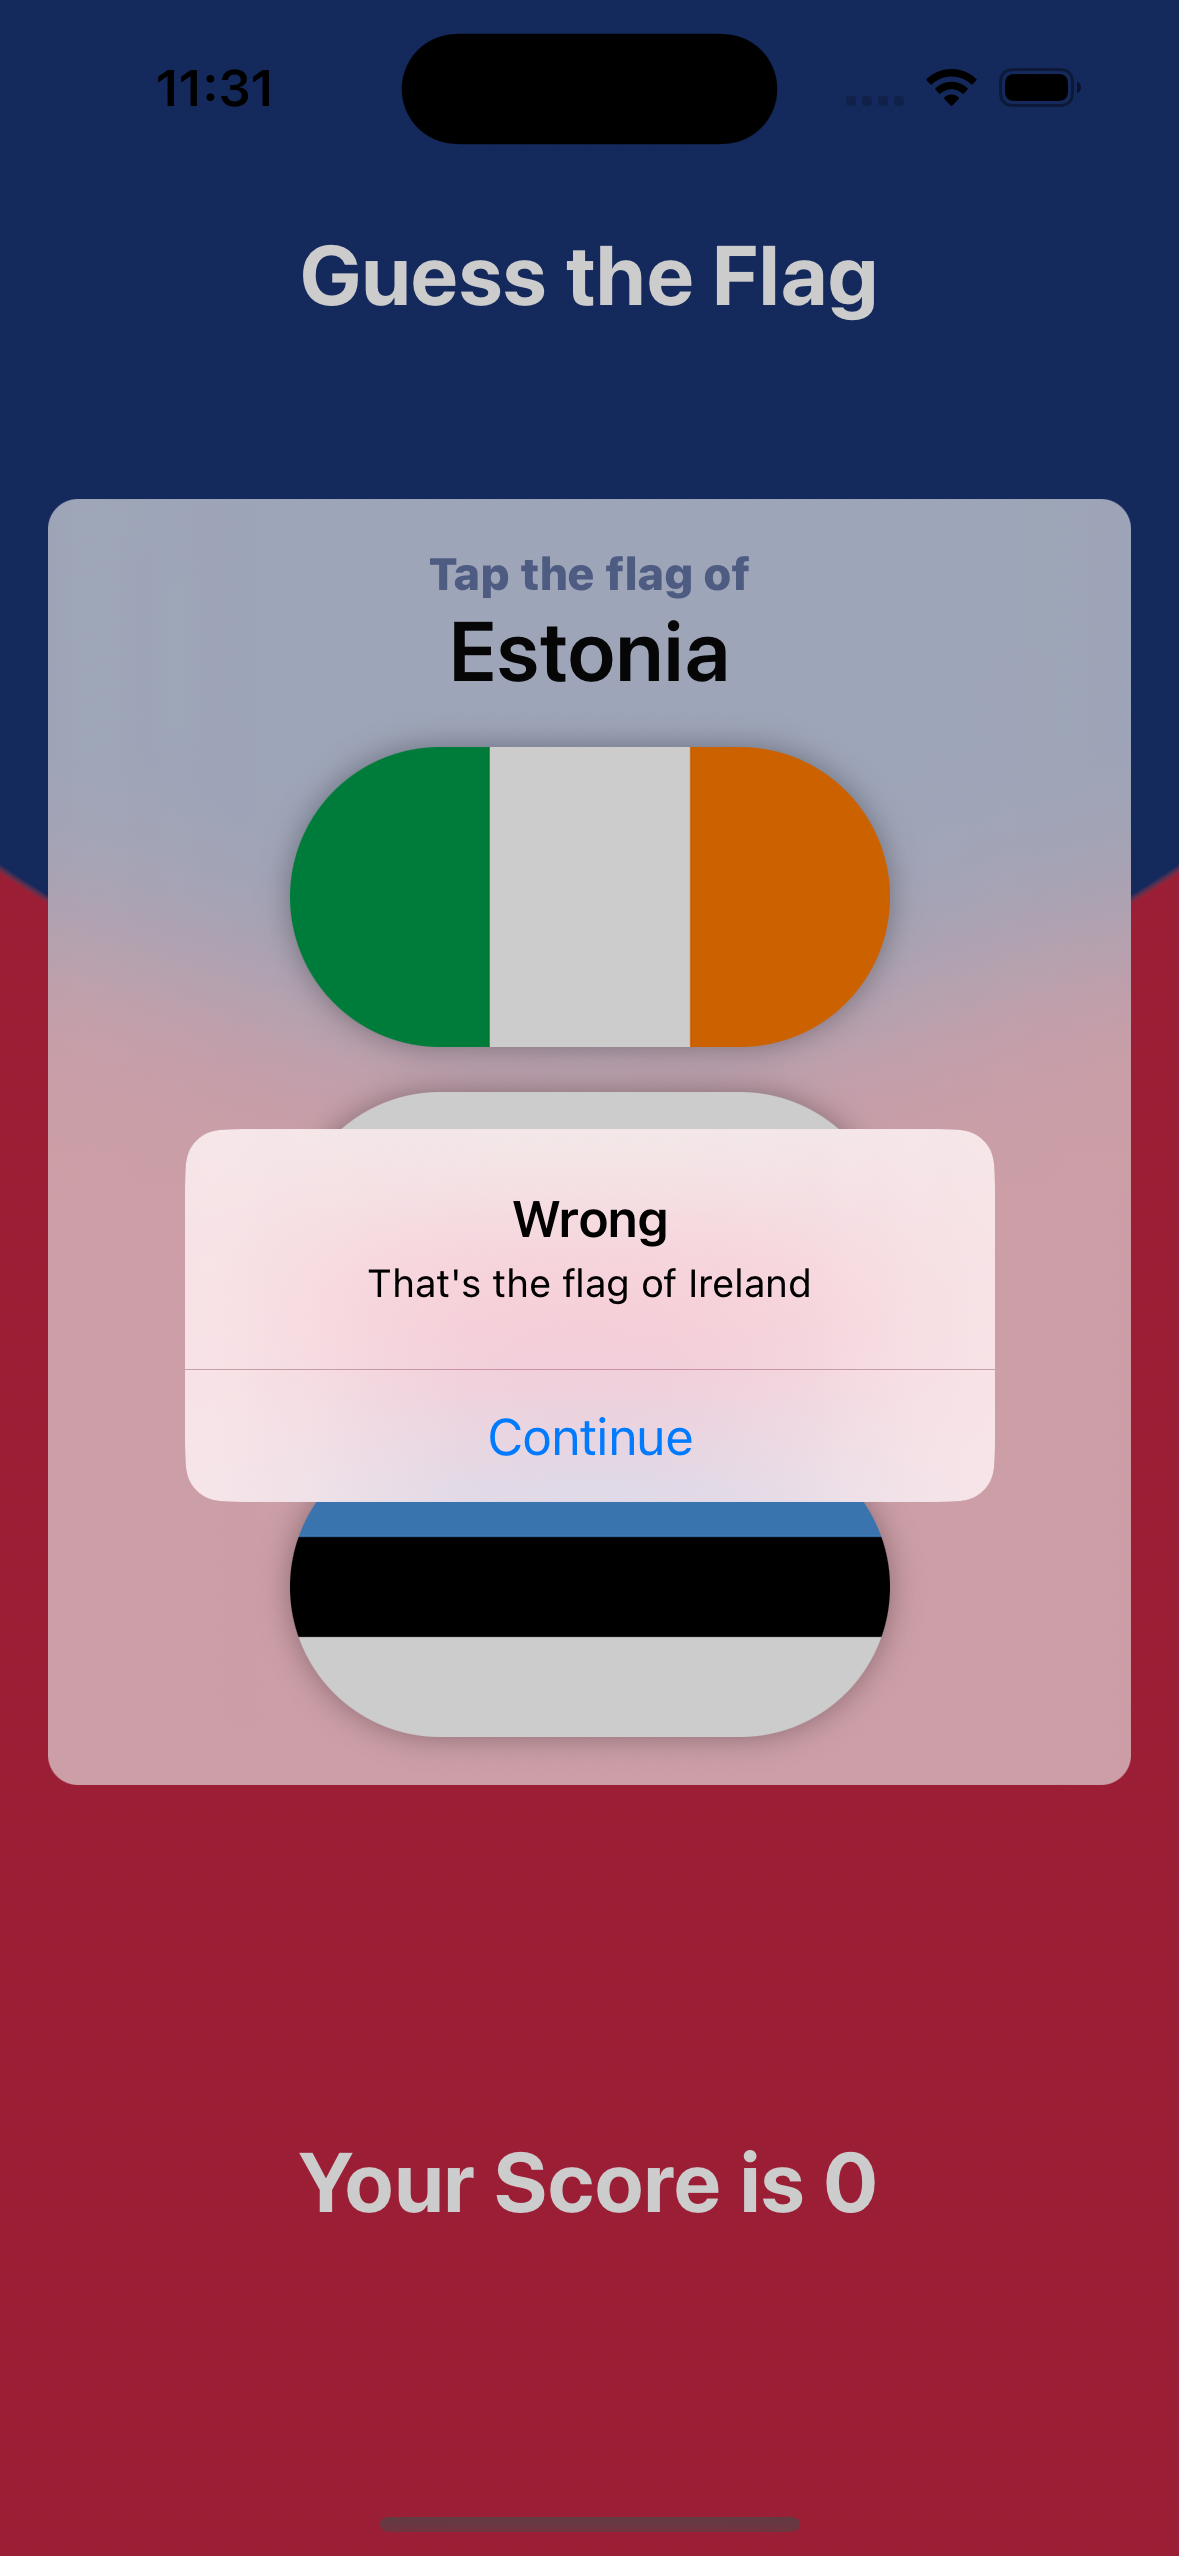 11:31
Guess the Flag
Tap the flag of
Estonia
Wrong
That's the flag of Ireland
Continue
Your Score is 0